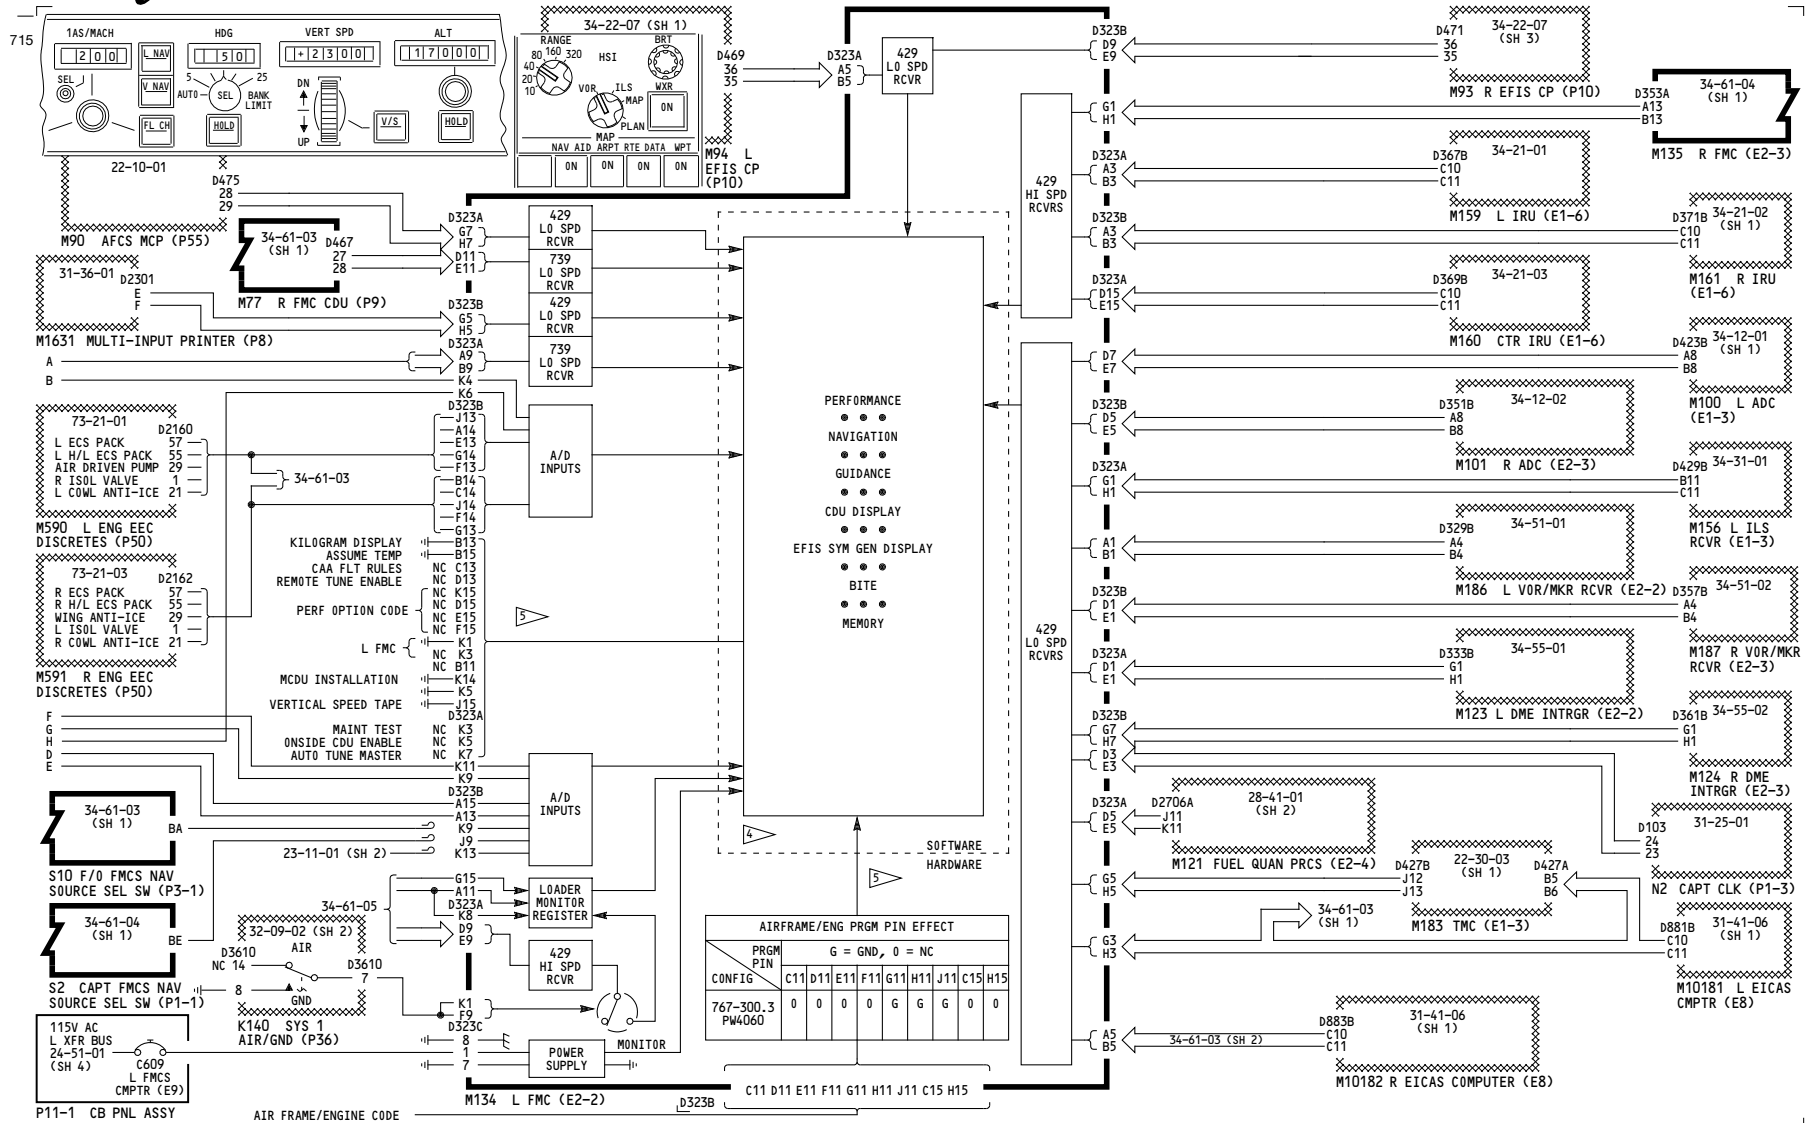 715
1AS/MACH
HDG
VERT SPD
ALT
200
L NAV
50
+2300
17000
SEL
V NAV
5
25
AUTO
SEL
BANK
LIMIT
DN
UP
FL CH
HOLD
V/S
HOLD
34-22-07 (SH 1)
RANGE
80 160 320
40
20
10
HSI
BRT
WXR
ON
VOR
ILS
MAP
PLAN
MAP
NAV AID ARPT RTE DATA WPT
ON ON ON ON
D469
36
35
M94 L
EFIS CP
(P10)
D323A
A5
B5
429
LO SPD
RCVR
D323B
D9
E9
D471
36
35
34-22-07
(SH 3)
M93 R EFIS CP (P10)
G1
H1
D353A
A13
B13
34-61-04
(SH 1)
M135 R FMC (E2-3)
22-10-01
D475
28
29
M90 AFCS MCP (P55)
34-61-03
(SH 1)
D467
27
28
M77 R FMC CDU (P9)
31-36-01
D2301
E
F
M1631 MULTI-INPUT PRINTER (P8)
D323A
G7
H7
D11
E11
D323B
G5
H5
D323A
A9
B9
K4
K6
429
LO SPD
RCVR
739
LO SPD
RCVR
429
LO SPD
RCVR
739
LO SPD
RCVR
A
B
73-21-01
D2160
L ECS PACK 57
L H/L ECS PACK 55
AIR DRIVEN PUMP 29
R ISOL VALVE 1
L COWL ANTI-ICE 21
M590 L ENG EEC
DISCRETES (P50)
73-21-03
D2162
R ECS PACK 57
R H/L ECS PACK 55
WING ANTI-ICE 29
L ISOL VALVE 1
R COWL ANTI-ICE 21
M591 R ENG EEC
DISCRETES (P50)
34-61-03
D323B
J13
A14
E13
G14
F13
B14
C14
J14
F14
G13
A/D
INPUTS
KILOGRAM DISPLAY B13
ASSUME TEMP B15
CAA FLT RULES NC C13
REMOTE TUNE ENABLE NC D13
NC K15
PERF OPTION CODE NC D15
NC E15
NC F15
L FMC K1
NC K3
NC B11
MCDU INSTALLATION K14
K5
VERTICAL SPEED TAPE J15
D323A
MAINT TEST NC K3
ONSIDE CDU ENABLE NC K5
AUTO TUNE MASTER NC K7
5
F
G
H
D
E
K11
K9
D323B
A15
A13
K9
J9
K13
A/D
INPUTS
34-61-03
(SH 1)
BA
S10 F/O FMCS NAV
SOURCE SEL SW (P3-1)
23-11-01 (SH 2)
34-61-04
(SH 1)
BE
S2 CAPT FMCS NAV
SOURCE SEL SW (P1-1)
34-61-05
G15
A11
D323A
K8
D9
E9
LOADER
MONITOR
REGISTER
429
HI SPD
RCVR
32-09-02 (SH 2)
AIR
D3610
NC 14
8
GND
D3610
7
K140 SYS 1
AIR/GND (P36)
K1
F9
D323C
8
1
7
POWER
SUPPLY
MONITOR
115V AC
L XFR BUS
24-51-01
(SH 4)
C609
L FMCS
CMPTR (E9)
P11-1 CB PNL ASSY
M134 L FMC (E2-2)
AIR FRAME/ENGINE CODE
D323B
C11 D11 E11 F11 G11 H11 J11 C15 H15
PERFORMANCE
NAVIGATION
GUIDANCE
CDU DISPLAY
EFIS SYM GEN DISPLAY
BITE
MEMORY
4
SOFTWARE
HARDWARE
5
AIRFRAME/ENG PRGM PIN EFFECT
PRGM
PIN
G = GND, 0 = NC
CONFIG C11 D11 E11 F11 G11 H11 J11 C15 H15
767-300.3
PW4060
0 0 0 0 G G G 0 0
429
HI SPD
RCVRS
429
LO SPD
RCVRS
D323A
A3
B3
D367B
C10
C11
34-21-01
M159 L IRU (E1-6)
D323B
A3
B3
D371B
C10
C11
34-21-02
(SH 1)
M161 R IRU
(E1-6)
D323A
D15
E15
D369B
C10
C11
34-21-03
M160 CTR IRU (E1-6)
D7
E7
D423B
A8
B8
34-12-01
(SH 1)
M100 L ADC
(E1-3)
D323B
D5
E5
D351B
A8
B8
34-12-02
M101 R ADC (E2-3)
D323A
G1
H1
D429B
B11
C11
34-31-01
M156 L ILS
RCVR (E1-3)
A1
B1
D329B
A4
B4
34-51-01
M186 L VOR/MKR RCVR (E2-2)
D323B
D1
E1
D357B
A4
B4
34-51-02
M187 R VOR/MKR
RCVR (E2-3)
D323A
D1
E1
D333B
G1
H1
34-55-01
M123 L DME INTRGR (E2-2)
D323B
G7
H7
D3
E3
D361B
G1
H1
34-55-02
M124 R DME
INTRGR (E2-3)
D323A
D5
E5
D2706A
J11
K11
28-41-01
(SH 2)
M121 FUEL QUAN PRCS (E2-4)
D103
24
23
31-25-01
N2 CAPT CLK (P1-3)
G5
H5
D427B
J12
J13
22-30-03
(SH 1)
D427A
B5
B6
M183 TMC (E1-3)
34-61-03
(SH 1)
G3
H3
D881B
C10
C11
31-41-06
(SH 1)
M10181 L EICAS
CMPTR (E8)
A5
B5
34-61-03 (SH 2)
D883B
C10
C11
31-41-06
(SH 1)
M10182 R EICAS COMPUTER (E8)